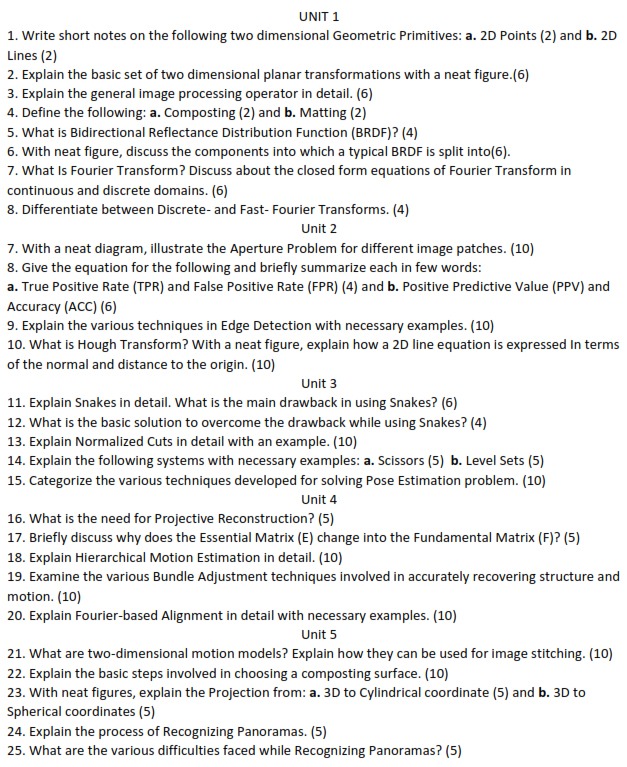 UNIT 1
1. Write short notes on the following two dimensional Geometric Primitives: a. 2D Points (2) and b. 2D
Lines (2)
2. Explain the basic set of two dimensional planar transformations with a neat figure.(6)
3. Explain the general image processing operator in detail. (6)
4. Define the following: a. Composting (2) and b. Matting (2)
5. What is Bidirectional Reflectance Distribution Function (BRDF)? (4)
6. With neat figure, discuss the components into which a typical BRDF is split into(6).
7. What Is Fourier Transform? Discuss about the closed form equations of Fourier Transform in
continuous and discrete domains. (6)
8. Differentiate between Discrete- and Fast- Fourier Transforms. (4)
Unit 2
7. With a neat diagram, illustrate the Aperture Problem for different image patches. (10)
8. Give the equation for the following and briefly summarize each in few words:
a. True Positive Rate (TPR) and False Positive Rate (FPR) (4) and b. Positive Predictive Value (PPV) and
Accuracy (ACC) (6)
9. Explain the various techniques in Edge Detection with necessary examples. (10)
10. What is Hough Transform? With a neat figure, explain how a 2D line equation is expressed In terms
of the normal and distance to the origin. (10)
Unit 3
11. Explain Snakes in detail. What is the main drawback in using Snakes? (6)
12. What is the basic solution to overcome the drawback while using Snakes? (4)
13. Explain Normalized Cuts in detail with an example. (10)
14. Explain the following systems with necessary examples: a. Scissors (5) b. Level Sets (5)
15. Categorize the various techniques developed for solving Pose Estimation problem. (10)
Unit 4
16. What is the need for Projective Reconstruction? (5)
17. Briefly discuss why does the Essential Matrix (E) change into the Fundamental Matrix (F)? (5)
18. Explain Hierarchical Motion Estimation in detail. (10)
19. Examine the various Bundle Adjustment techniques involved in accurately recovering structure and
motion. (10)
20. Explain Fourier-based Alignment in detail with necessary examples. (10)
Unit 5
21. What are two-dimensional motion models? Explain how they can be used for image stitching. (10)
22. Explain the basic steps involved in choosing a composting surface. (10)
23. With neat figures, explain the Projection from: a. 3D to Cylindrical coordinate (5) and b. 3D to
Spherical coordinates (5)
24. Explain the process of Recognizing Panoramas. (5)
25. What are the various difficulties faced while Recognizing Panoramas? (5)